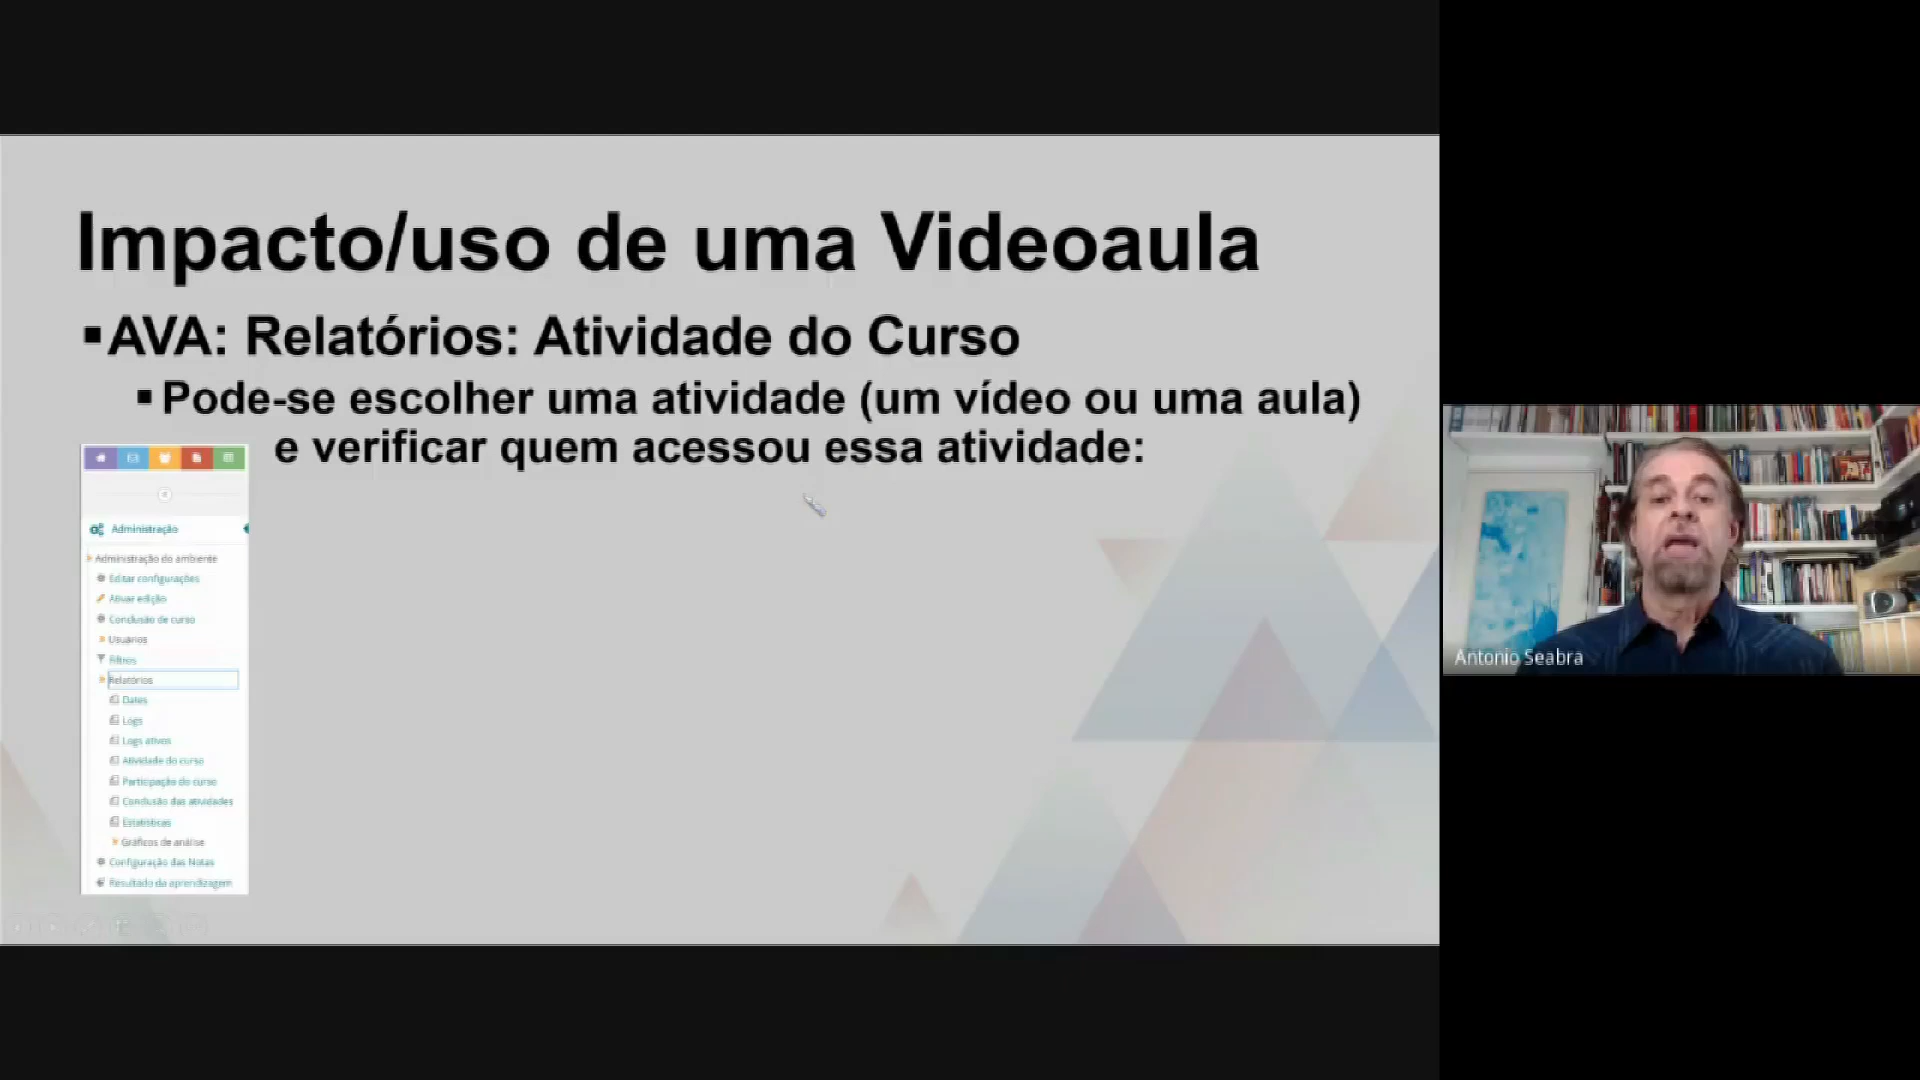 Impacto/uso de uma Videoaula
▪AVA: Relatórios: Atividade do Curso
▪Pode-se escolher uma atividade (um vídeo ou uma aula)
e verificar quem acessou essa atividade:
Administração
Administração do ambiente
Editar configurações
Ativar edição
Conclusão de curso
Usuários
Filtros
Relatórios
Dates
Logs
Logs ativos
Atividade do curso
Participação do curso
Conclusão das atividades
Estatísticas
Gráficos de análise
Configuração das Notas
Resultado da aprendizagem
Antonio Seabra